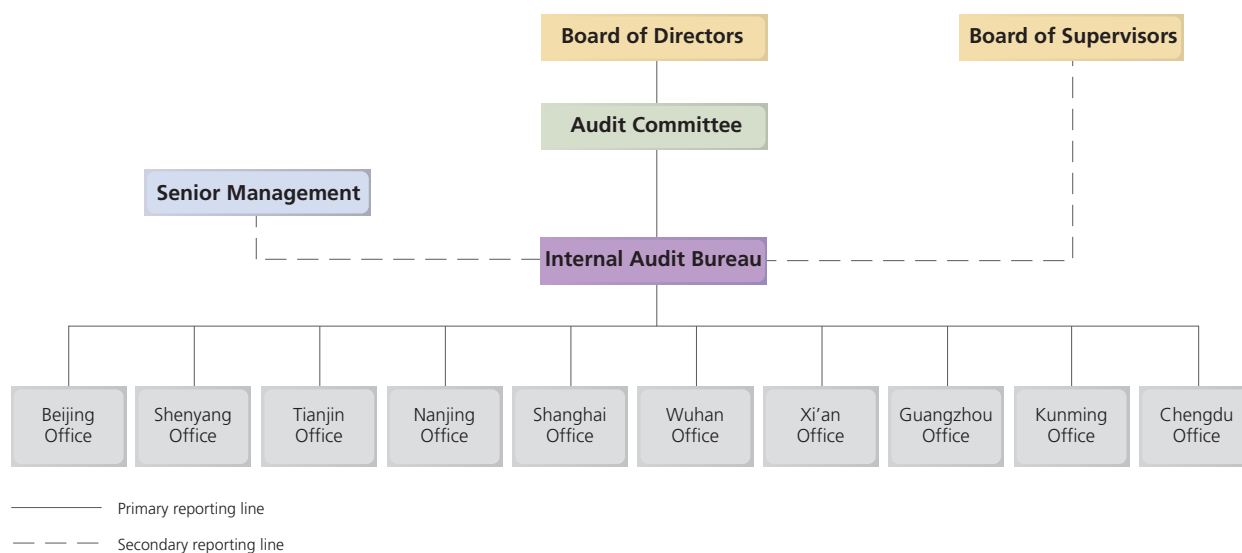 Board of Directors
Board of Supervisors
Audit Committee
Senior Management
Internal Audit Bureau
Beijing
Office
Shenyang
Office
Tianjin
Office
Nanjing
Office
Shanghai
Office
Wuhan
Office
Xi’an
Office
Guangzhou
Office
Kunming
Office
Chengdu
Office
Primary reporting line
Secondary reporting line